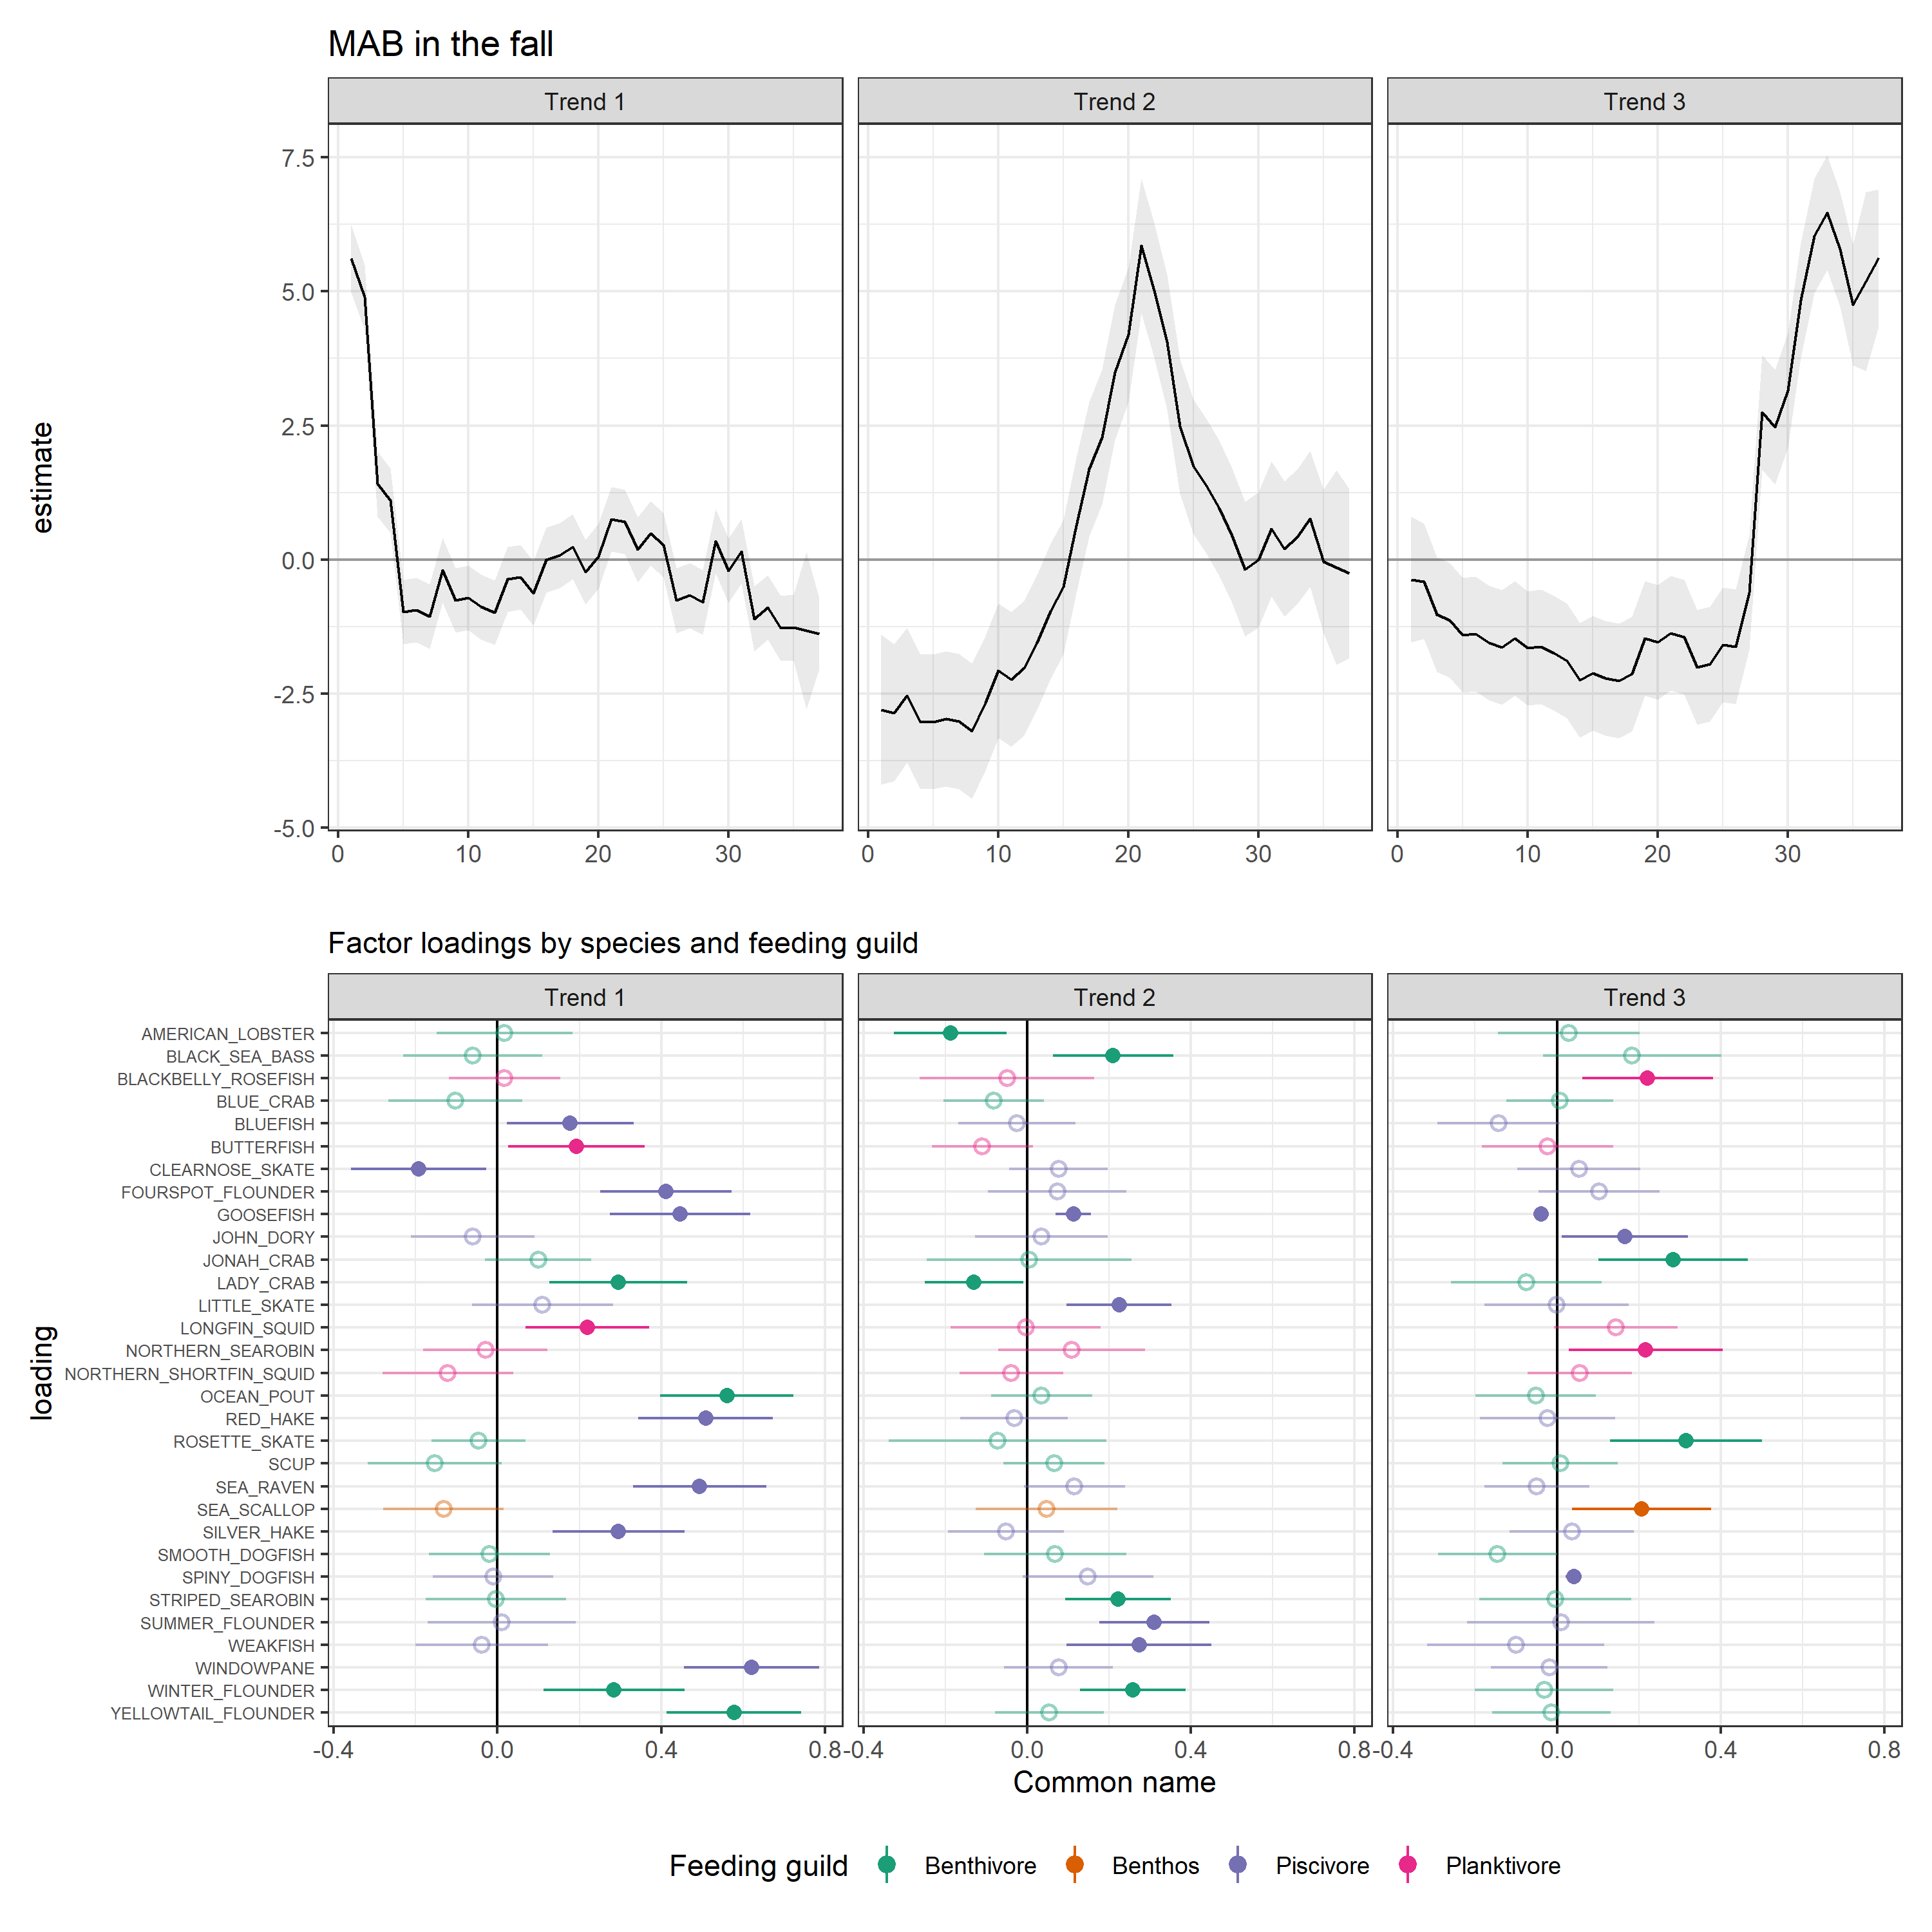 MAB in the fall
Trend 1 Trend 2 Trend 3
7.5
5.0
2.5
0.0
-2.5
-5.0
estimate
0 10 20 30 0 10 20 30 0 10 20 30
Factor loadings by species and feeding guild
Trend 1 Trend 2 Trend 3
AMERICAN_LOBSTER
BLACK_SEA_BASS
BLACKBELLY_ROSEFISH
BLUE_CRAB
BLUEFISH
BUTTERFISH
CLEARNOSE_SKATE
FOURSPOT_FLOUNDER
GOOSEFISH
JOHN_DORY
JONAH_CRAB
LADY_CRAB
LITTLE_SKATE
LONGFIN_SQUID
NORTHERN_SEAROBIN
NORTHERN_SHORTFIN_SQUID
OCEAN_POUT
RED_HAKE
ROSETTE_SKATE
SCUP
SEA_RAVEN
SEA_SCALLOP
SILVER_HAKE
SMOOTH_DOGFISH
SPINY_DOGFISH
STRIPED_SEAROBIN
SUMMER_FLOUNDER
WEAKFISH
WINDOWPANE
WINTER_FLOUNDER
YELLOWTAIL_FLOUNDER
loading
-0.4 0.0 0.4 0.8 -0.4 0.0 0.4 0.8 -0.4 0.0 0.4 0.8
Common name
Feeding guild Benthivore Benthos Piscivore Planktivore